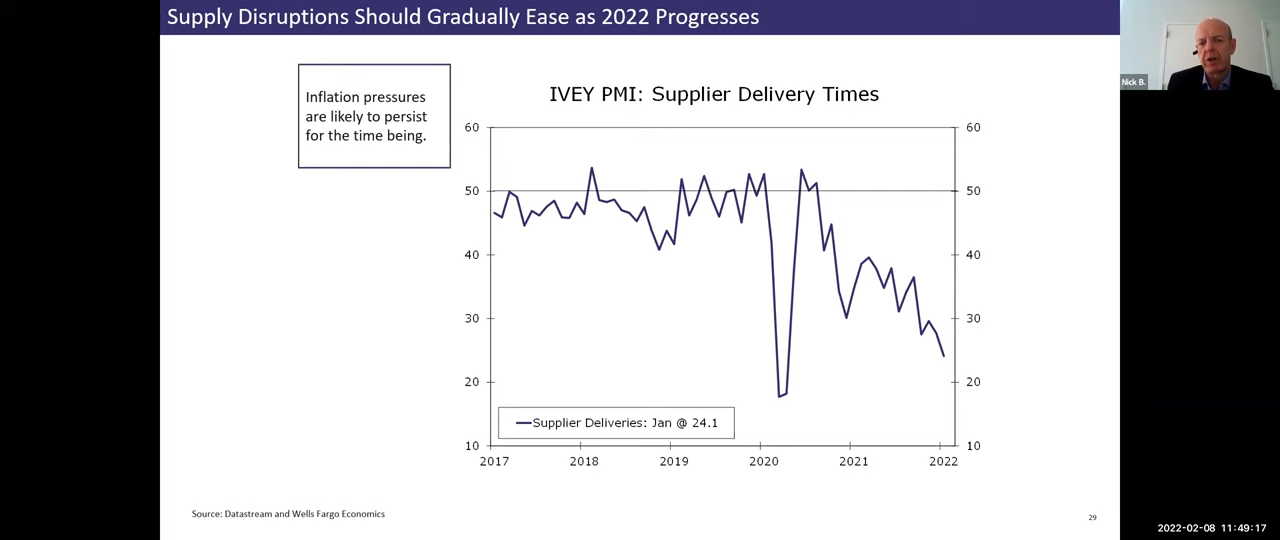 Supply Disruptions Should Gradually Ease as 2022 Progresses
Nick B.
Inflation pressures
are likely to persist
for the time being.
IVEY PMI: Supplier Delivery Times
60
60
50
50
40
40
30
30
20
20
10
10
Supplier Deliveries: Jan @ 24.1
2017
2018
2019
2020
2021
2022
Source: Datastream and Wells Fargo Economics
29
2022-02-08 11:49:17